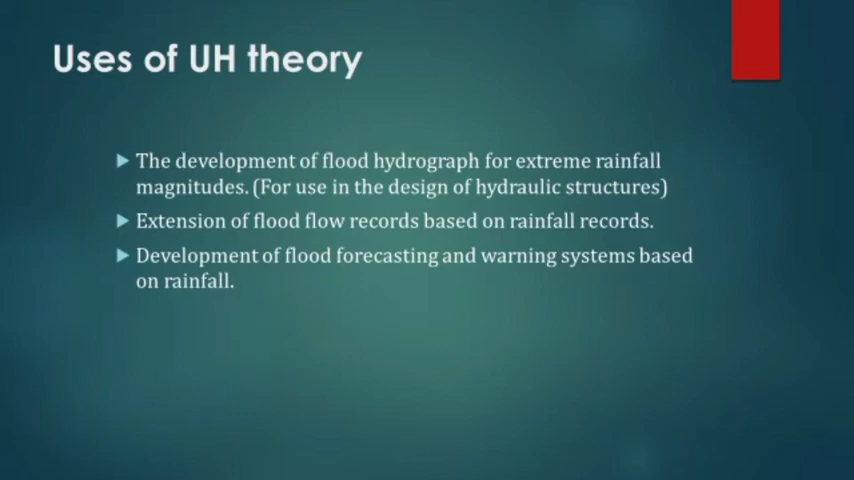 Uses of UH theory
The development of flood hydrograph for extreme rainfall
magnitudes. (For use in the design of hydraulic structures)
Extension of flood flow records based on rainfall records.
Development of flood forecasting and warning systems based
on rainfall.